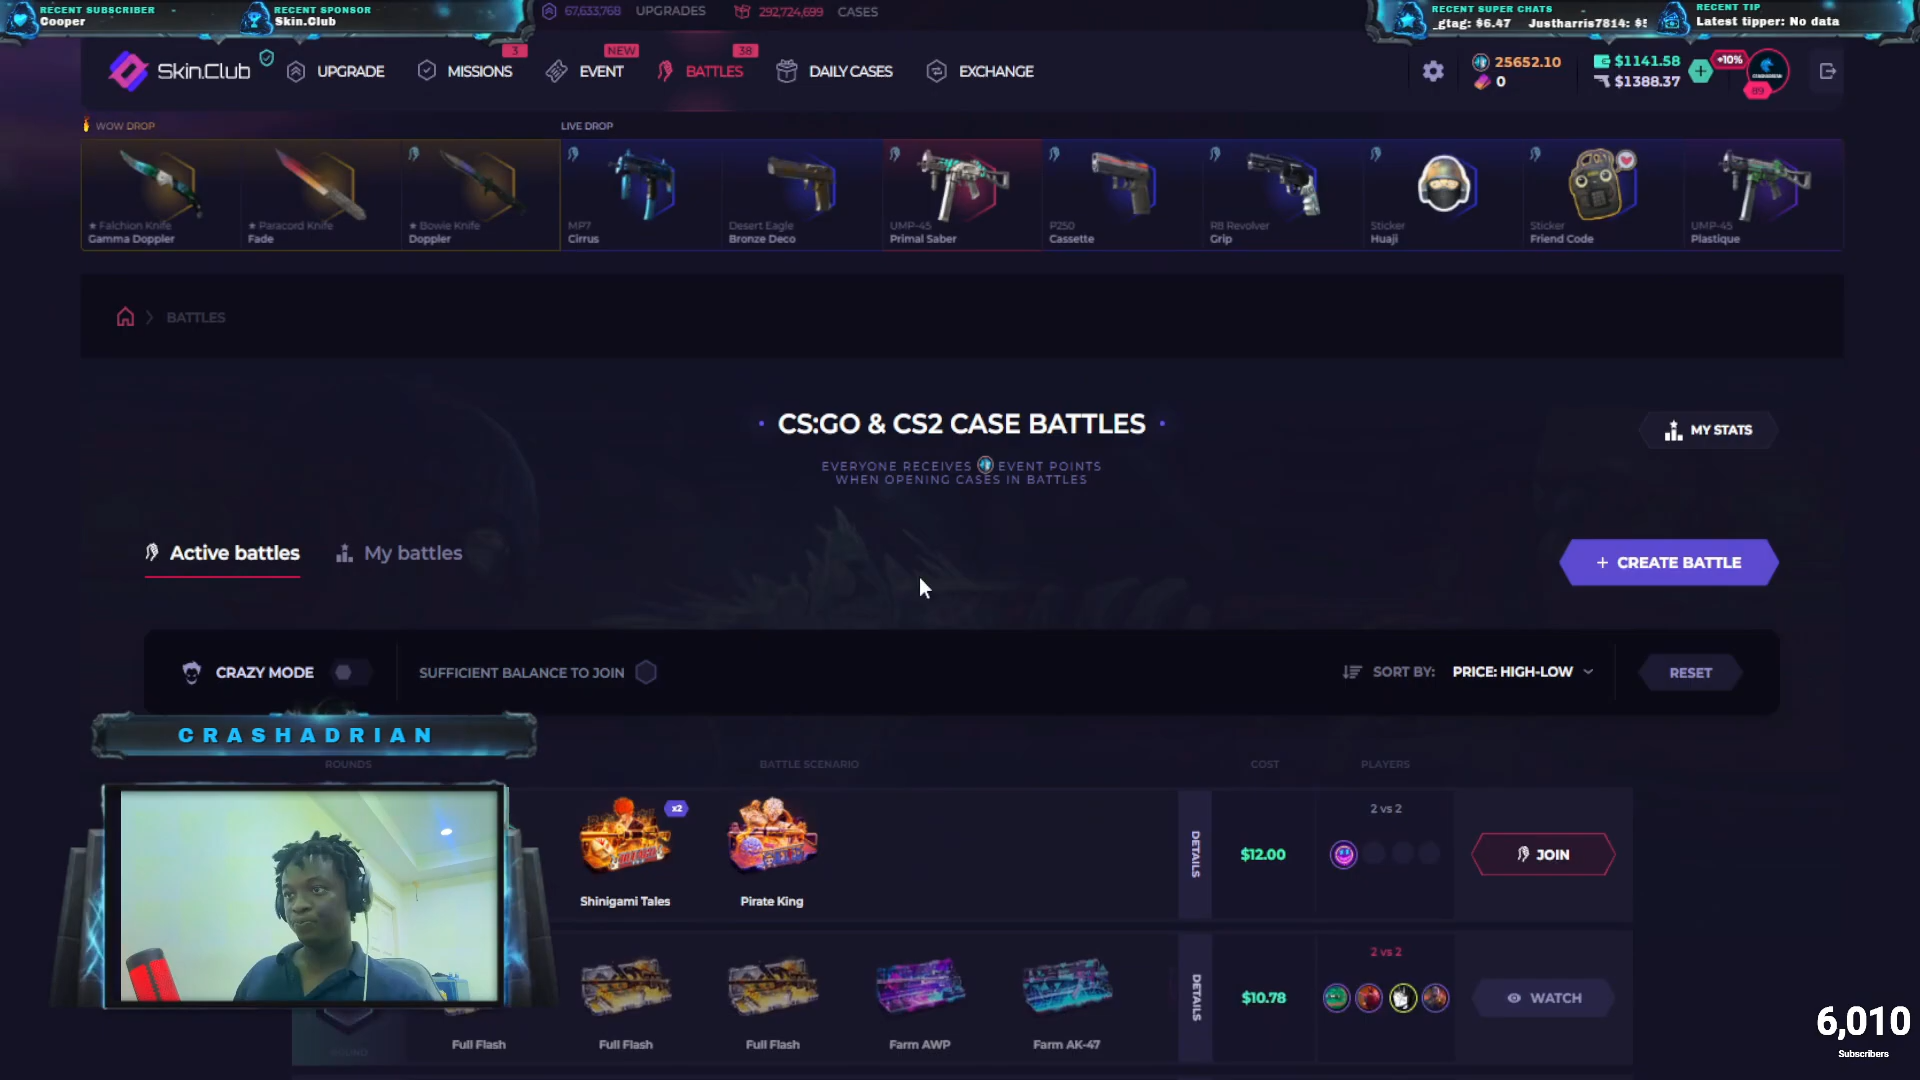 RECENT SUBSCRIBER
Cooper
RECENT SPONSOR
Skin.Club
67,633,768 UPGRADES
292,724,699 CASES
RECENT SUPER CHATS
_gtag: $6.47 Justharris7814: $5
RECENT TIP
Latest tipper: No data
Skin.Club
UPGRADE
3
MISSIONS
NEW
EVENT
38
BATTLES
DAILY CASES
EXCHANGE
25652.10
0
$1141.58
$1388.37
+10%
89
WOW DROP
LIVE DROP
★ Falchion Knife
Gamma Doppler
★ Paracord Knife
Fade
★ Bowie Knife
Doppler
MP7
Cirrus
Desert Eagle
Bronze Deco
UMP-45
Primal Saber
P250
Cassette
R8 Revolver
Grip
Sticker
Huaji
Sticker
Friend Code
UMP-45
Plastique
BATTLES
CS:GO & CS2 CASE BATTLES
EVERYONE RECEIVES EVENT POINTS
WHEN OPENING CASES IN BATTLES
MY STATS
Active battles
My battles
+ CREATE BATTLE
CRAZY MODE
SUFFICIENT BALANCE TO JOIN
SORT BY: PRICE: HIGH-LOW
RESET
CRASHADRIAN
ROUNDS
BATTLE SCENARIO
COST
PLAYERS
x2
Shinigami Tales
Pirate King
DETAILS
$12.00
2 vs 2
JOIN
Full Flash
Full Flash
Full Flash
Farm AWP
Farm AK-47
DETAILS
$10.78
2 vs 2
WATCH
ROUND
6,010
Subscribers